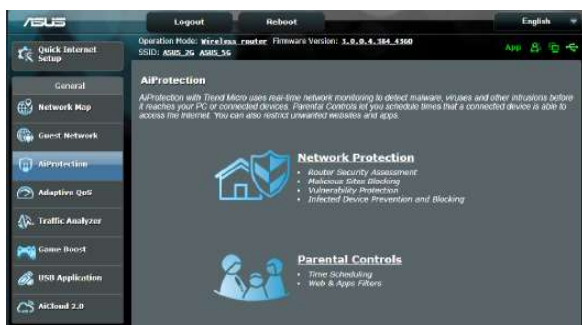 ASUS
Logout
Reboot
English
Operation Mode: Wireless router Firmware Version: 3.0.0.4.384_4360
SSID: ASUS_2G ASUS_5G
App
Quick Internet
Setup
General
Network Map
Guest Network
AiProtection
Adaptive QoS
Traffic Analyzer
Game Boost
USB Application
AiCloud 2.0
AiProtection
AiProtection with Trend Micro uses real-time network monitoring to detect malware, viruses and other intrusions before
it reaches your PC or connected devices. Parental Controls let you schedule times that a connected device is able to
access the Internet. You can also restrict unwanted websites and apps.
Network Protection
• Router Security Assessment
• Malicious Sites Blocking
• Vulnerability Protection
• Infected Device Prevention and Blocking
Parental Controls
• Time Scheduling
• Web & Apps Filters